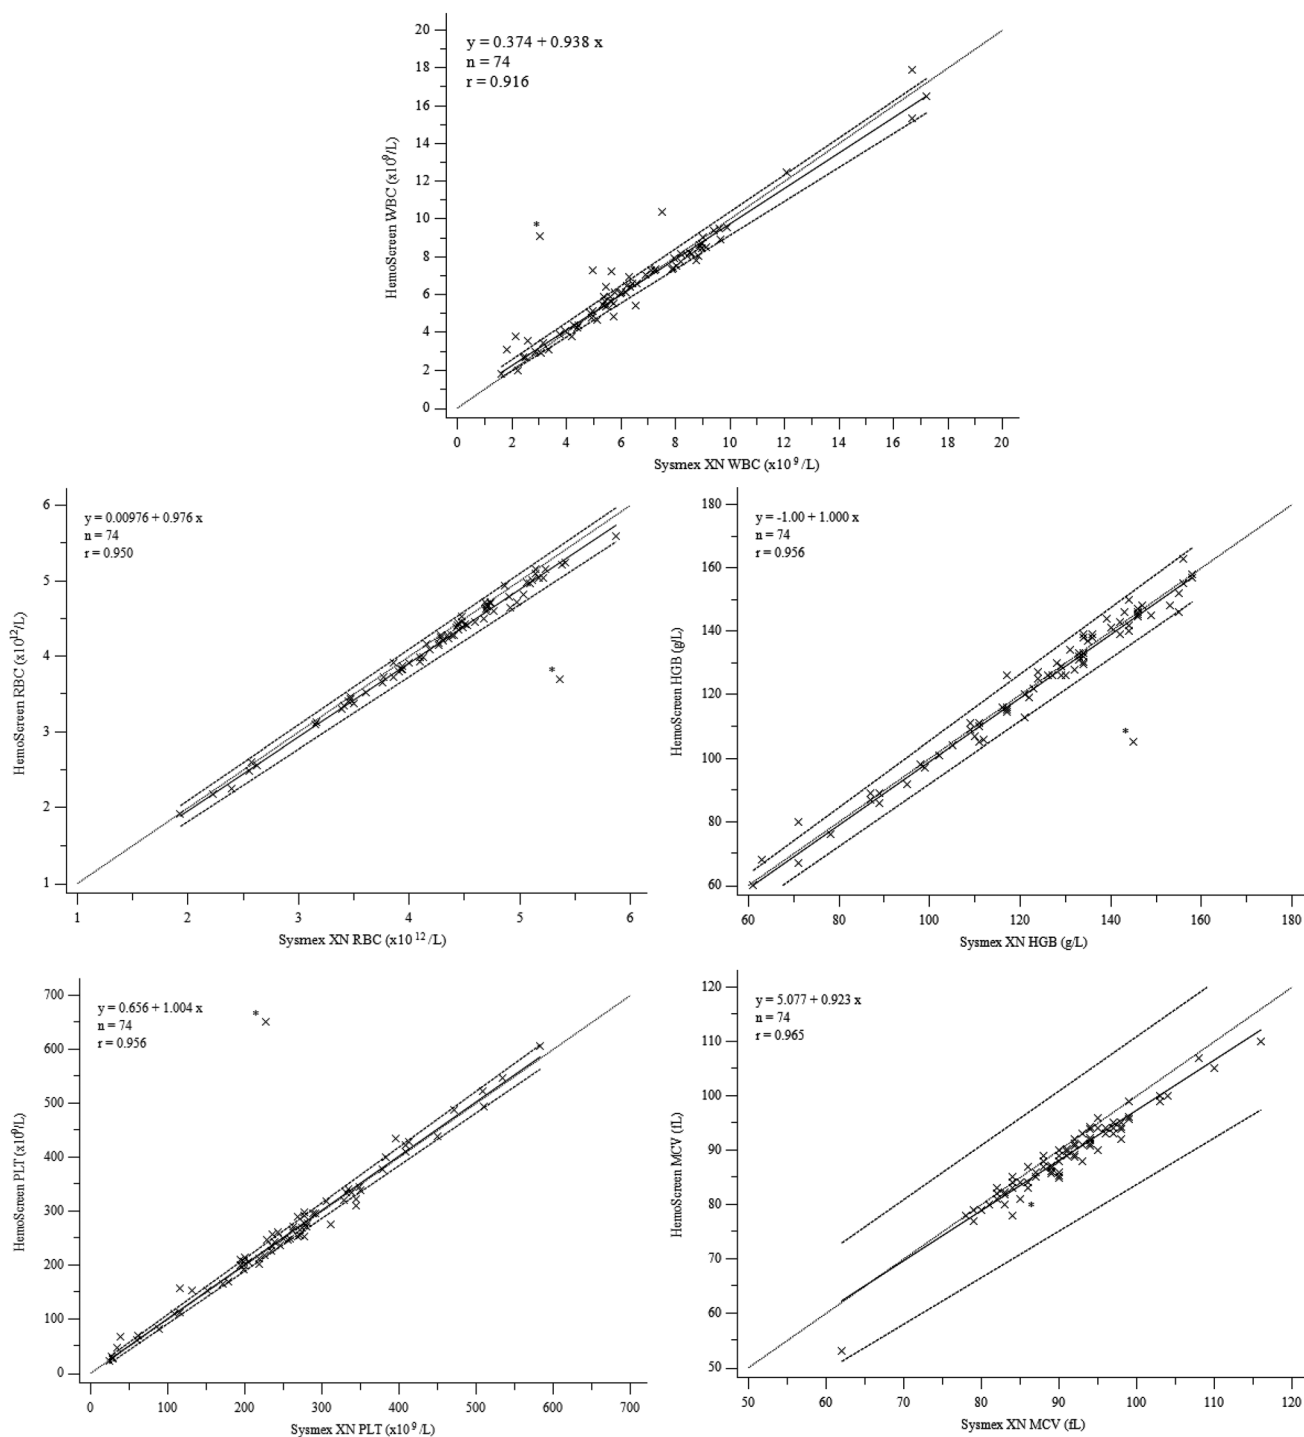 20
18
16
14
12
10
8
6
4
2
0
HemoScreen WBC (x10⁹/L)
y = 0.374 + 0.938 x
n = 74
r = 0.916
*
0 2 4 6 8 10 12 14 16 18 20
Sysmex XN WBC (x10 ⁹ /L)
6
5
4
3
2
1
HemoScreen RBC (x10¹²/L)
y = 0.00976 + 0.976 x
n = 74
r = 0.950
*
1 2 3 4 5 6
Sysmex XN RBC (x10 ¹² /L)
180
160
140
120
100
80
60
HemoScreen HGB (g/L)
y = -1.00 + 1.000 x
n = 74
r = 0.956
*
60 80 100 120 140 160 180
Sysmex XN HGB (g/L)
700
600
500
400
300
200
100
0
HemoScreen PLT (x10⁹/L)
y = 0.656 + 1.004 x
n = 74
r = 0.956
*
0 100 200 300 400 500 600 700
Sysmex XN PLT (x10 ⁹ /L)
120
110
100
90
80
70
60
50
HemoScreen MCV (fL)
y = 5.077 + 0.923 x
n = 74
r = 0.965
*
50 60 70 80 90 100 110 120
Sysmex XN MCV (fL)